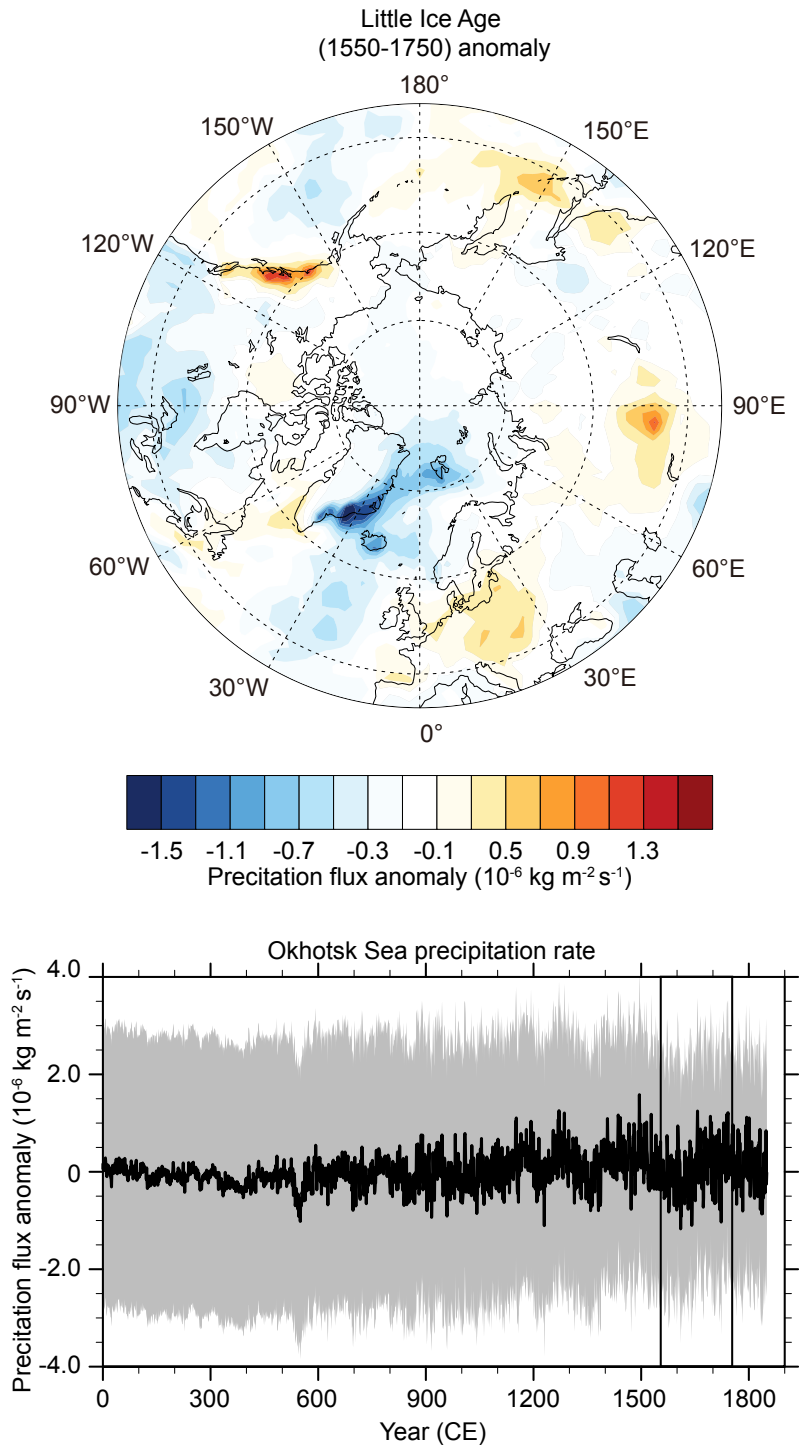 Little Ice Age
(1550-1750) anomaly
180°
150°W
150°E
120°W
120°E
90°W
90°E
60°W
60°E
30°W
30°E
0°
-1.5 -1.1 -0.7 -0.3 -0.1 0.5 0.9 1.3
Precitation flux anomaly (10⁻⁶ kg m⁻² s⁻¹)
Okhotsk Sea precipitation rate
Precitation flux anomaly (10⁻⁶ kg m⁻² s⁻¹)
4.0
2.0
0
-2.0
-4.0
0 300 600 900 1200 1500 1800
Year (CE)